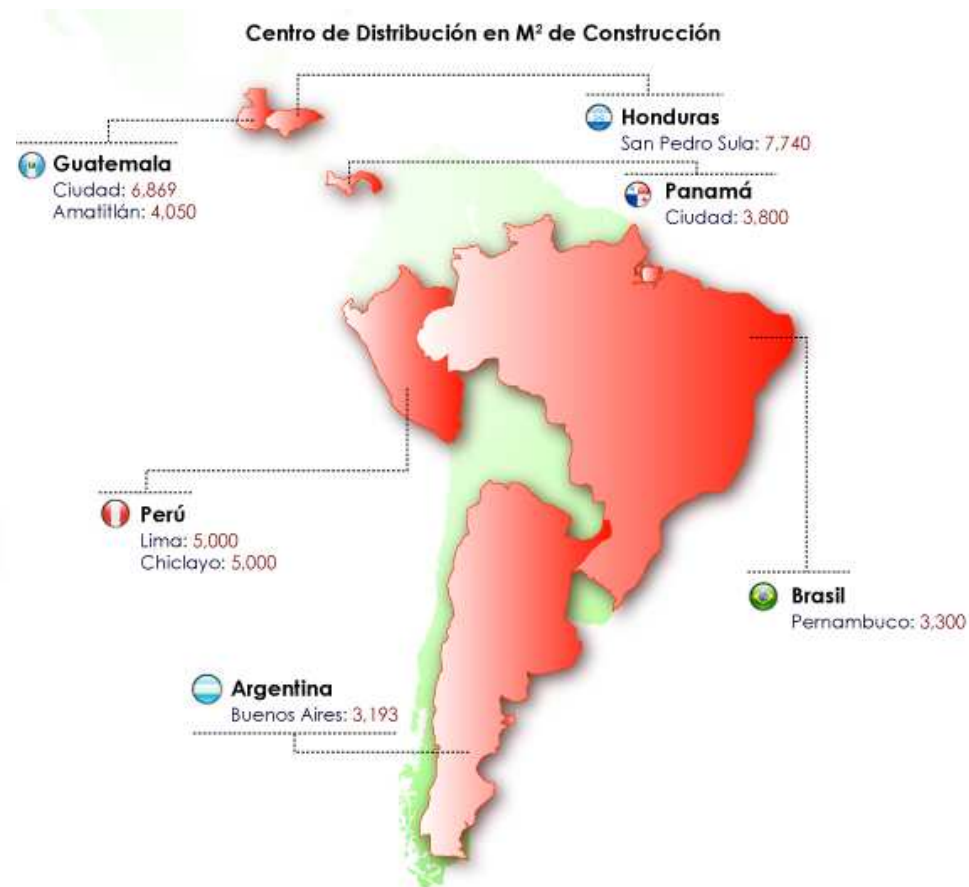 Centro de Distribución en M² de Construcción
Honduras
San Pedro Sula: 7,740
Guatemala
Ciudad: 6,869
Amatitlán: 4,050
Panamá
Ciudad: 3,800
Perú
Lima: 5,000
Chiclayo: 5,000
Brasil
Pernambuco: 3,300
Argentina
Buenos Aires: 3,193